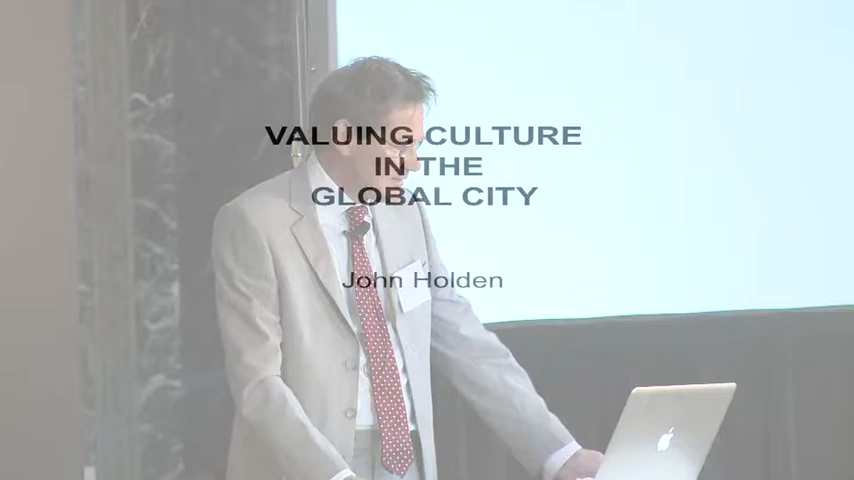 VALUING CULTURE
IN THE
GLOBAL CITY
John Holden